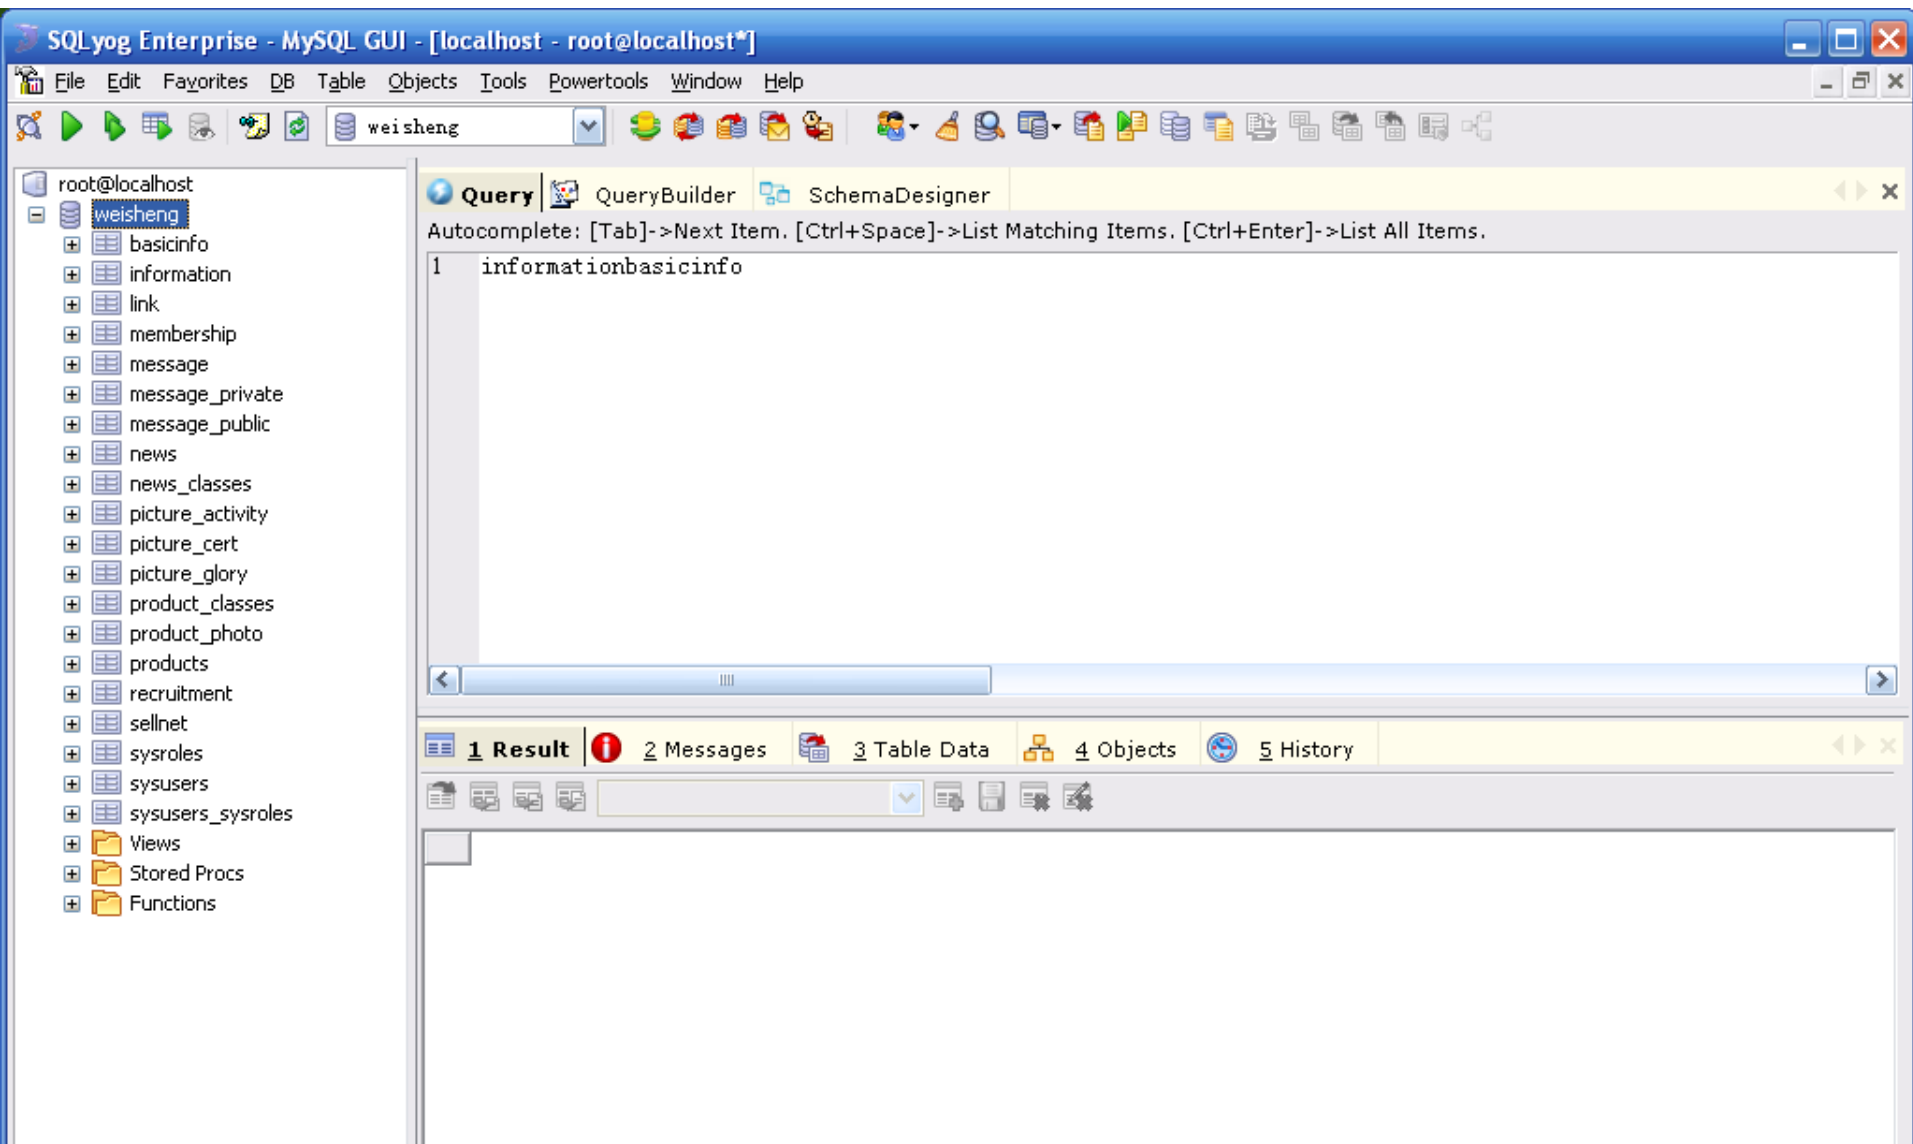 SQLyog Enterprise - MySQL GUI - [localhost - root@localhost*]
File Edit Favorites DB Table Objects Tools Powertools Window Help
weisheng
root@localhost
weisheng
basicinfo
information
link
membership
message
message_private
message_public
news
news_classes
picture_activity
picture_cert
picture_glory
product_classes
product_photo
products
recruitment
sellnet
sysroles
sysusers
sysusers_sysroles
Views
Stored Procs
Functions
Query QueryBuilder SchemaDesigner
Autocomplete: [Tab]->Next Item. [Ctrl+Space]->List Matching Items. [Ctrl+Enter]->List All Items.
1 informationbasicinfo
1 Result 2 Messages 3 Table Data 4 Objects 5 History